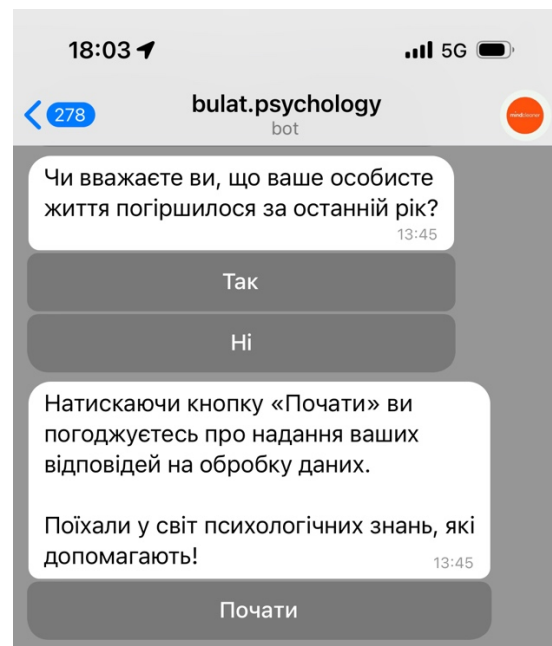 18:03
5G
278
bulat.psychology
bot
mindcleaner
Чи вважаєте ви, що ваше особисте
життя погіршилося за останній рік?
13:45
Так
Ні
Натискаючи кнопку «Почати» ви
погоджуєтесь про надання ваших
відповідей на обробку даних.
Поїхали у світ психологічних знань, які
допомагають!
13:45
Почати